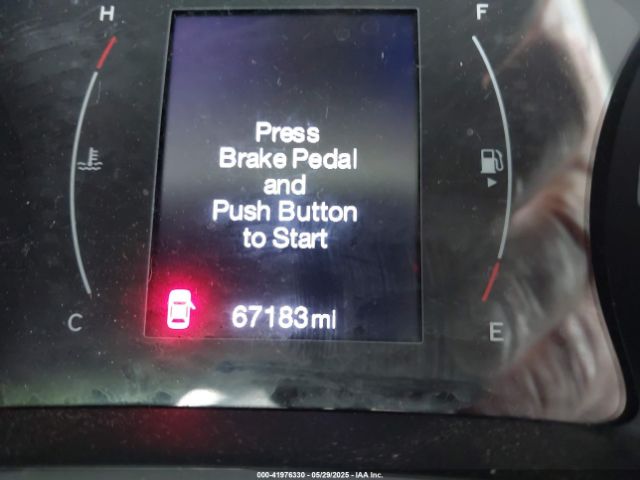 H
F
Press
Brake Pedal
and
Push Button
to Start
C
67183mi
E
000-41976330 - 05/29/2025 - IAA Inc.